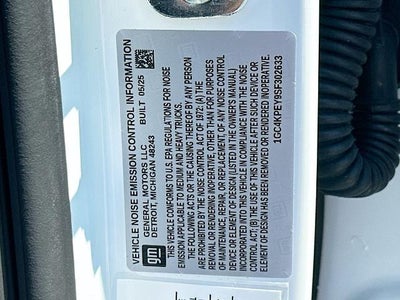 VEHICLE NOISE EMISSION CONTROL INFORMATION
GENERAL MOTORS LLC BUILT 05/25
DETROIT, MICHIGAN 48243
THIS VEHICLE CONFORMS TO U.S. EPA REGULATIONS FOR NOISE
EMISSION APPLICABLE TO MEDIUM AND HEAVY TRUCKS.
THE FOLLOWING ACTS OR THE CAUSING THERE OF BY ANY PERSON
ARE PROHIBITED BY THE NOISE CONTROL ACT OF 1972: (A) THE
REMOVAL OR RENDERING INOPERATIVE, OTHER THAN FOR PURPOSES
OF MAINTENANCE, REPAIR, OR REPLACEMENT, OF ANY NOISE CONTROL
DEVICE OR ELEMENT OF DESIGN (LISTED IN THE OWNER'S MANUAL)
INCORPORATED INTO THIS VEHICLE IN COMPLIANCE WITH THE NOISE CONTROL
ACT; (B) THE USE OF THIS VEHICLE AFTER SUCH DEVICE OR
ELEMENT OF DESIGN HAS BEEN REMOVED OR RENDERED INOPERATIVE.
1GC4KPEY9SF302633
gm